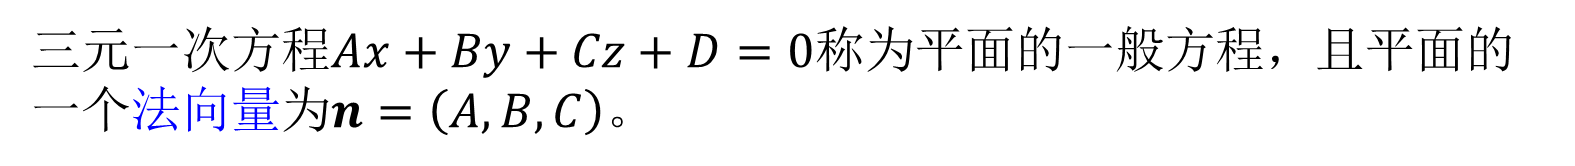 三元一次方程Ax + By + Cz + D = 0称为平面的一般方程，且平面的
一个法向量为n = (A, B, C)。